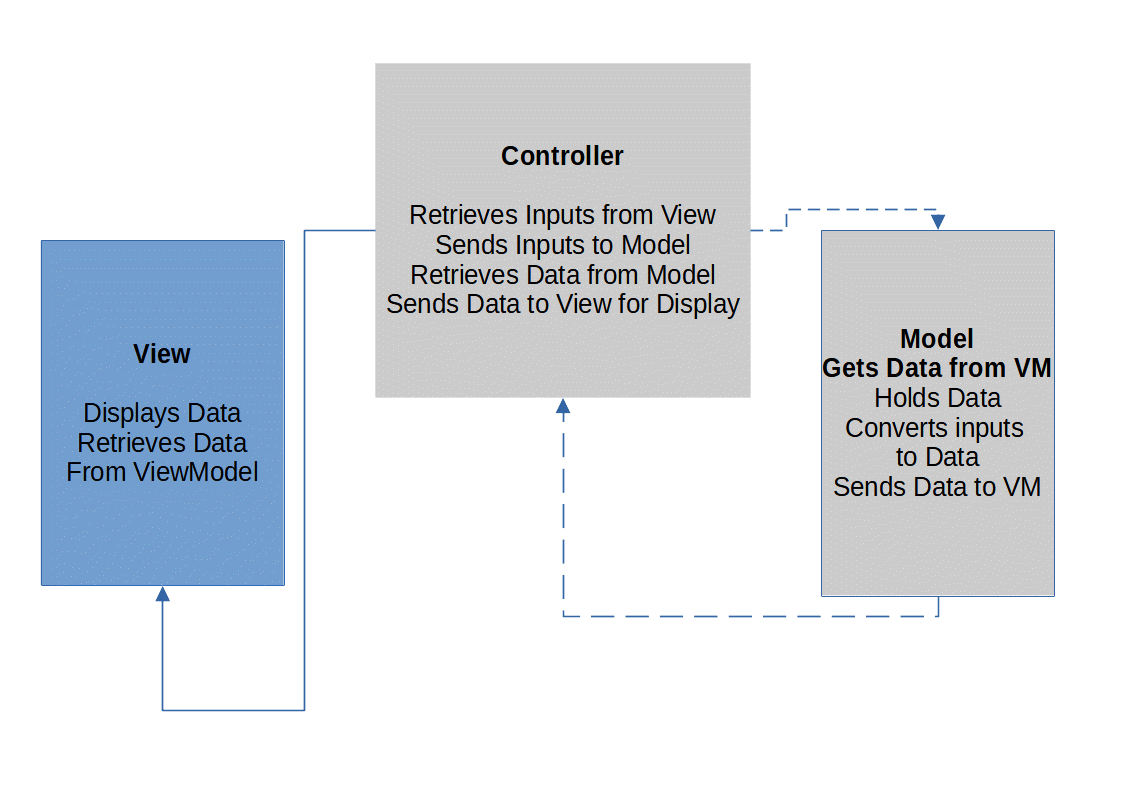 Controller
Retrieves Inputs from View
Sends Inputs to Model
Retrieves Data from Model
Sends Data to View for Display
View
Displays Data
Retrieves Data
From ViewModel
Model
Gets Data from VM
Holds Data
Converts inputs
to Data
Sends Data to VM